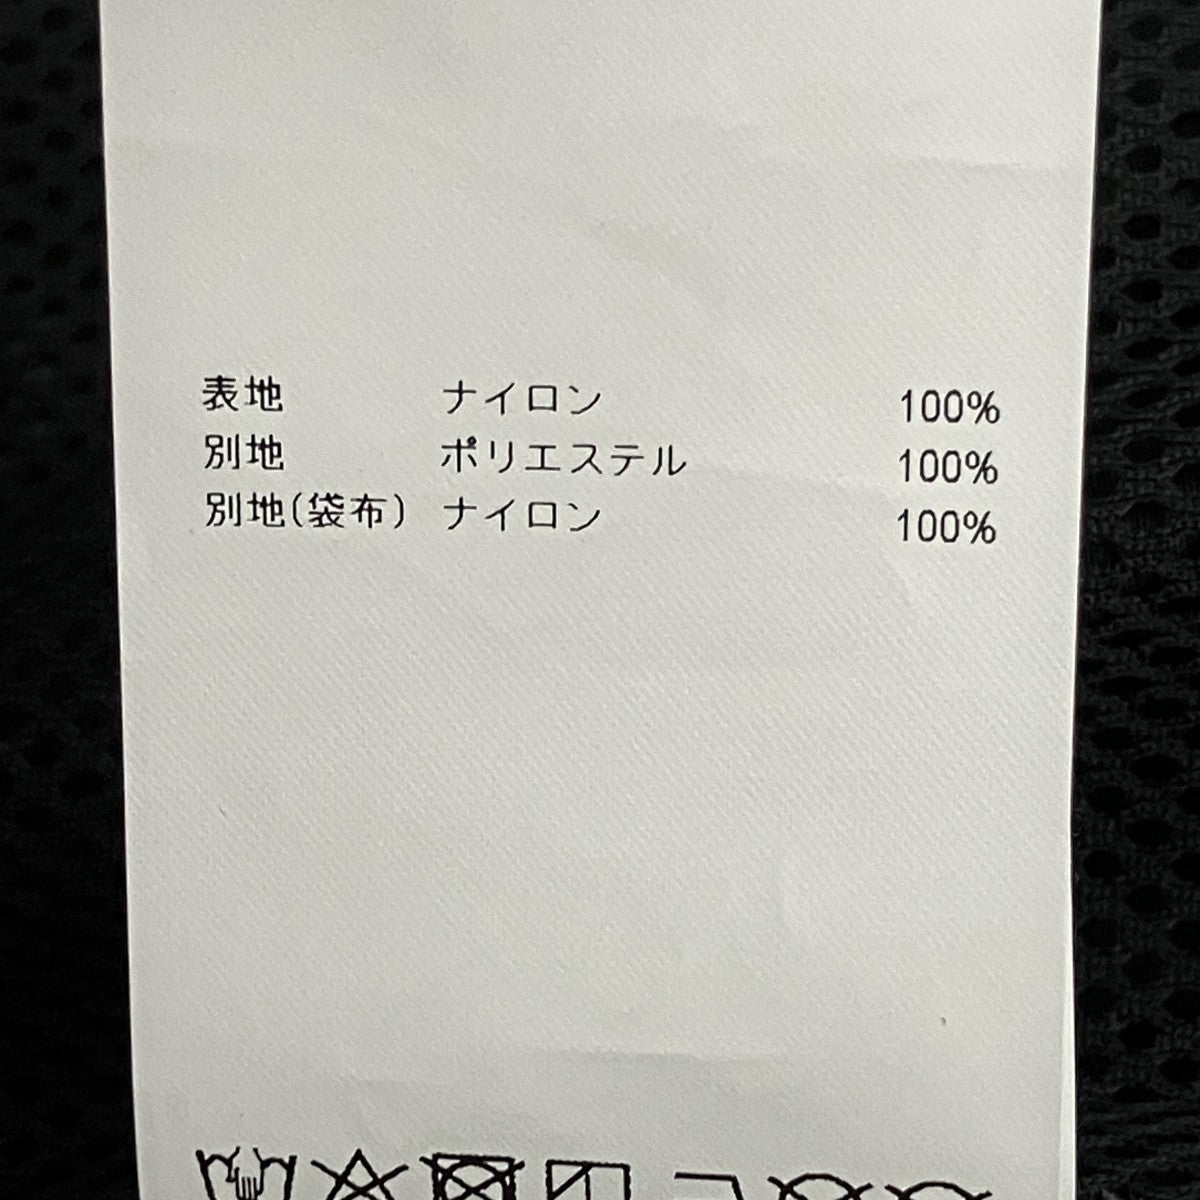 表地 ナイロン 100%
別地 ポリエステル 100%
別地(袋布) ナイロン 100%